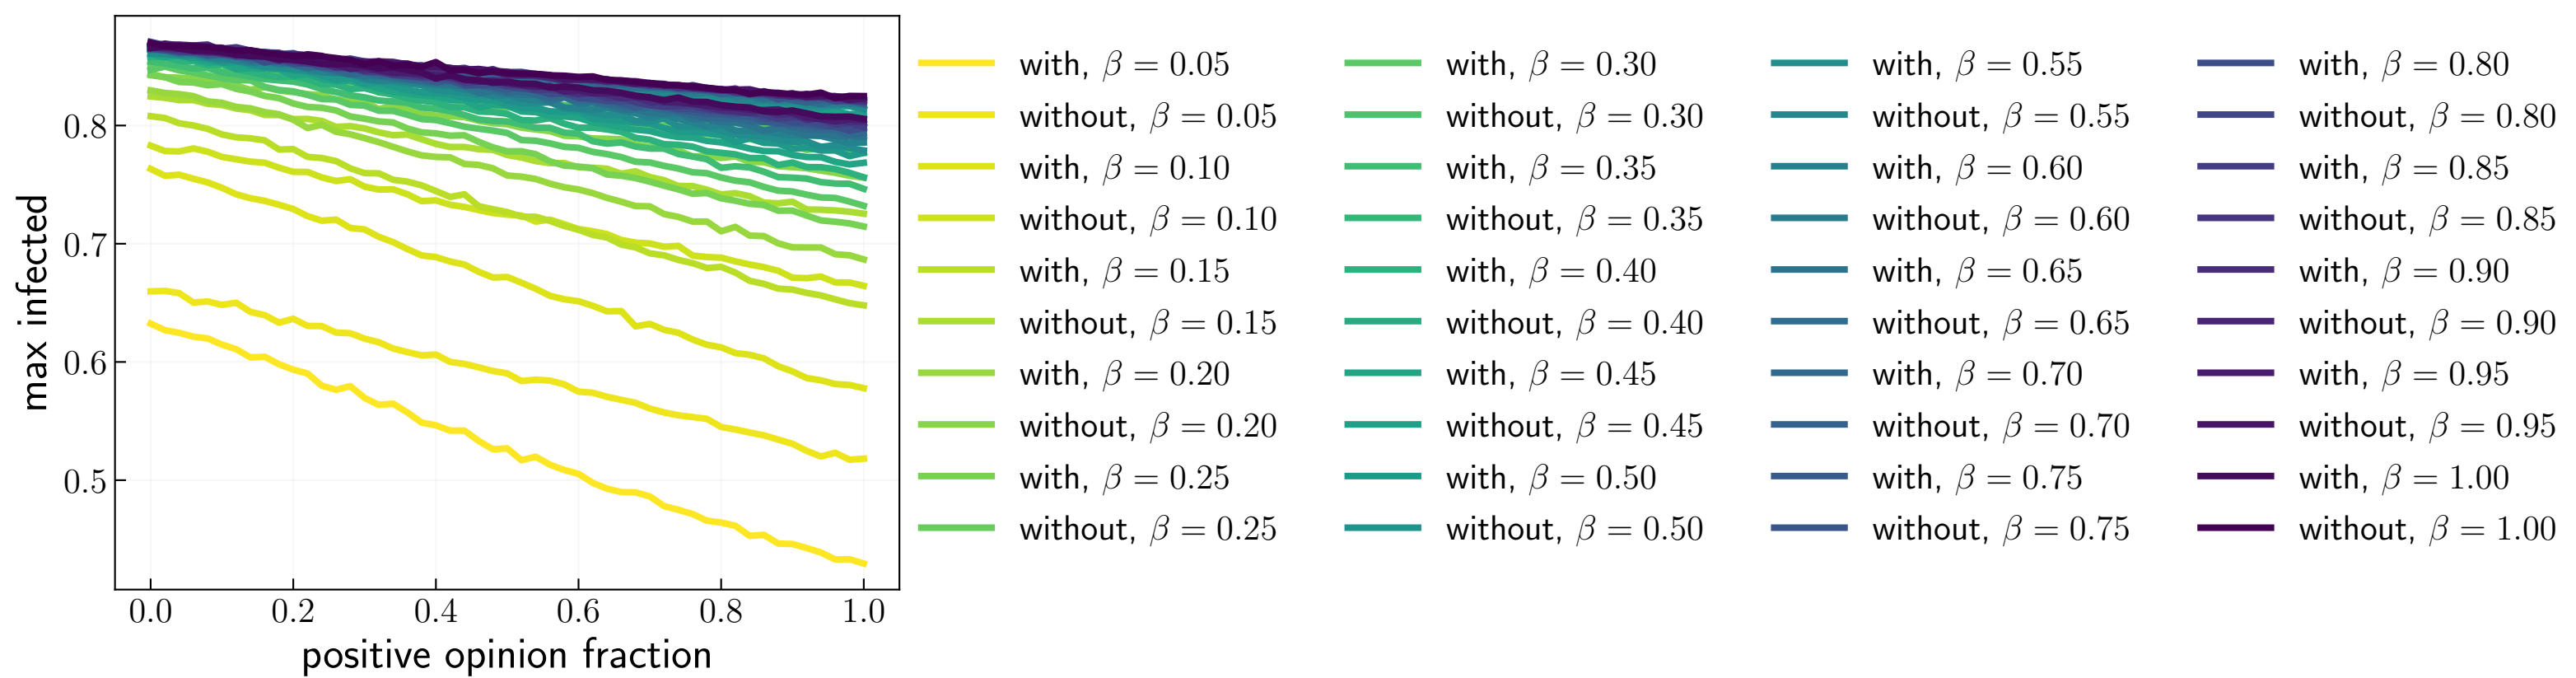 max infected
0.8
0.7
0.6
0.5
0.0 0.2 0.4 0.6 0.8 1.0
positive opinion fraction
with, β = 0.05
without, β = 0.05
with, β = 0.10
without, β = 0.10
with, β = 0.15
without, β = 0.15
with, β = 0.20
without, β = 0.20
with, β = 0.25
without, β = 0.25
with, β = 0.30
without, β = 0.30
with, β = 0.35
without, β = 0.35
with, β = 0.40
without, β = 0.40
with, β = 0.45
without, β = 0.45
with, β = 0.50
without, β = 0.50
with, β = 0.55
without, β = 0.55
with, β = 0.60
without, β = 0.60
with, β = 0.65
without, β = 0.65
with, β = 0.70
without, β = 0.70
with, β = 0.75
without, β = 0.75
with, β = 0.80
without, β = 0.80
with, β = 0.85
without, β = 0.85
with, β = 0.90
without, β = 0.90
with, β = 0.95
without, β = 0.95
with, β = 1.00
without, β = 1.00